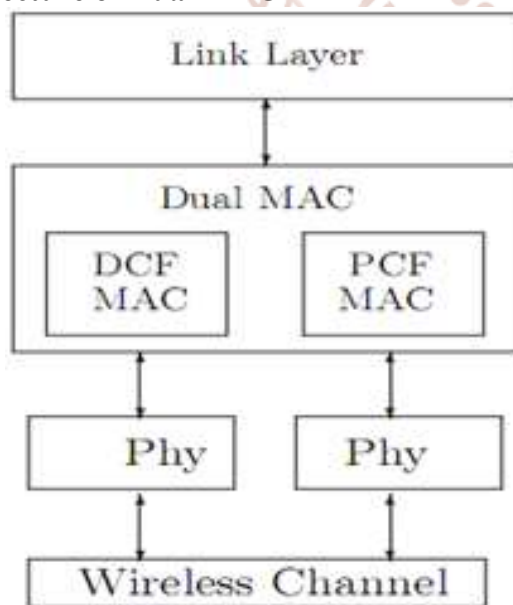 Link Layer
Dual MAC
DCF
MAC
PCF
MAC
Phy
Phy
Wireless Channel